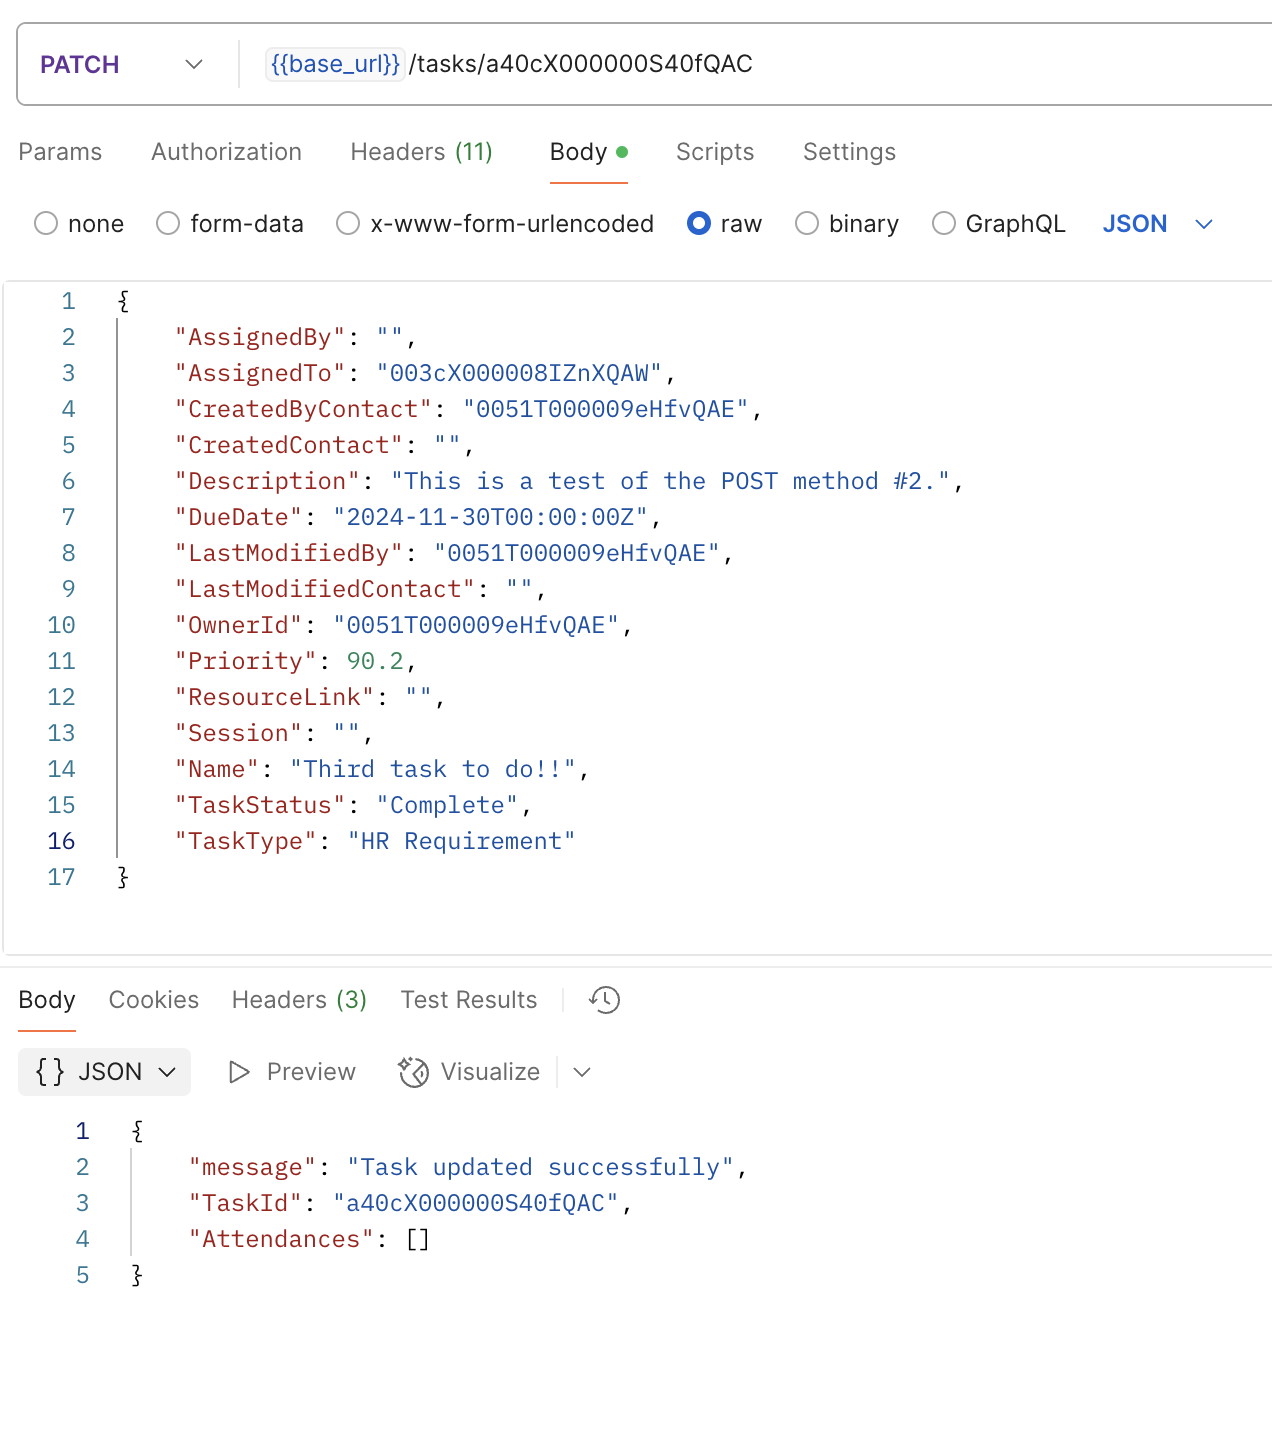 PATCH {{base_url}}/tasks/a40cX000000S40fQAC
Params Authorization Headers (11) Body Scripts Settings
none form-data x-www-form-urlencoded raw binary GraphQL JSON
1 {
2 "AssignedBy": "",
3 "AssignedTo": "003cX000008IZnXQAW",
4 "CreatedByContact": "0051T000009eHfvQAE",
5 "CreatedContact": "",
6 "Description": "This is a test of the POST method #2.",
7 "DueDate": "2024-11-30T00:00:00Z",
8 "LastModifiedBy": "0051T000009eHfvQAE",
9 "LastModifiedContact": "",
10 "OwnerId": "0051T000009eHfvQAE",
11 "Priority": 90.2,
12 "ResourceLink": "",
13 "Session": "",
14 "Name": "Third task to do!!",
15 "TaskStatus": "Complete",
16 "TaskType": "HR Requirement"
17 }
Body Cookies Headers (3) Test Results
{} JSON Preview Visualize
1 {
2 "message": "Task updated successfully",
3 "TaskId": "a40cX000000S40fQAC",
4 "Attendances": []
5 }